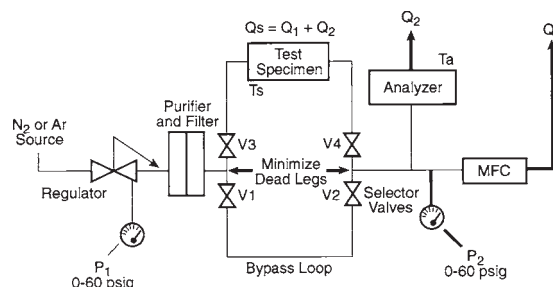 Qs = Q1 + Q2
Q2
Q
Test
Specimen
Ts
Ta
Analyzer
Purifier
and Filter
N2 or Ar
Source
V3
V4
Minimize
Dead Legs
MFC
Regulator
V1
V2
Selector
Valves
P1
0-60 psig
Bypass Loop
P2
0-60 psig